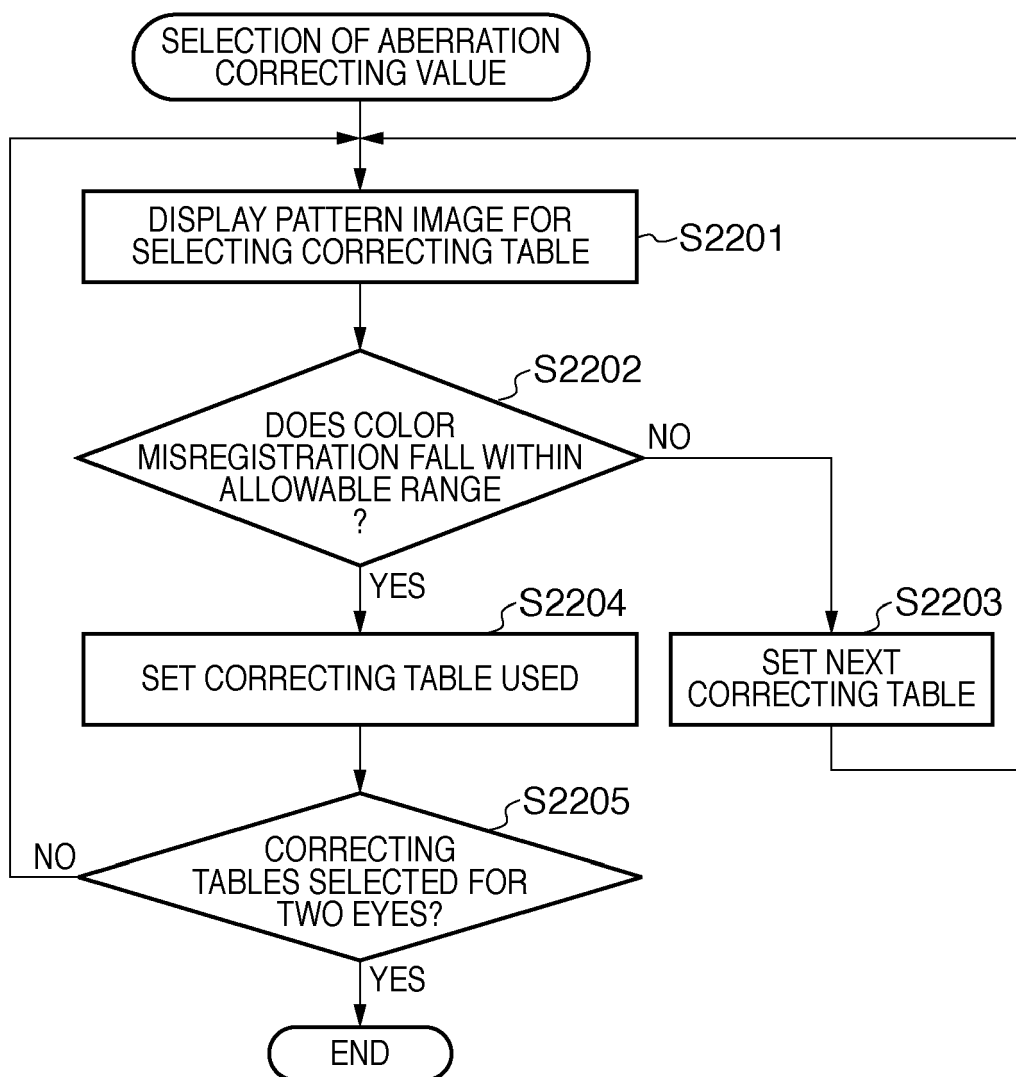 SELECTION OF ABERRATION
CORRECTING VALUE
DISPLAY PATTERN IMAGE FOR
SELECTING CORRECTING TABLE
S2201
S2202
DOES COLOR
MISREGISTRATION FALL WITHIN
ALLOWABLE RANGE
?
NO
YES
S2204
SET CORRECTING TABLE USED
S2203
SET NEXT
CORRECTING TABLE
S2205
CORRECTING
TABLES SELECTED FOR
TWO EYES?
NO
YES
END